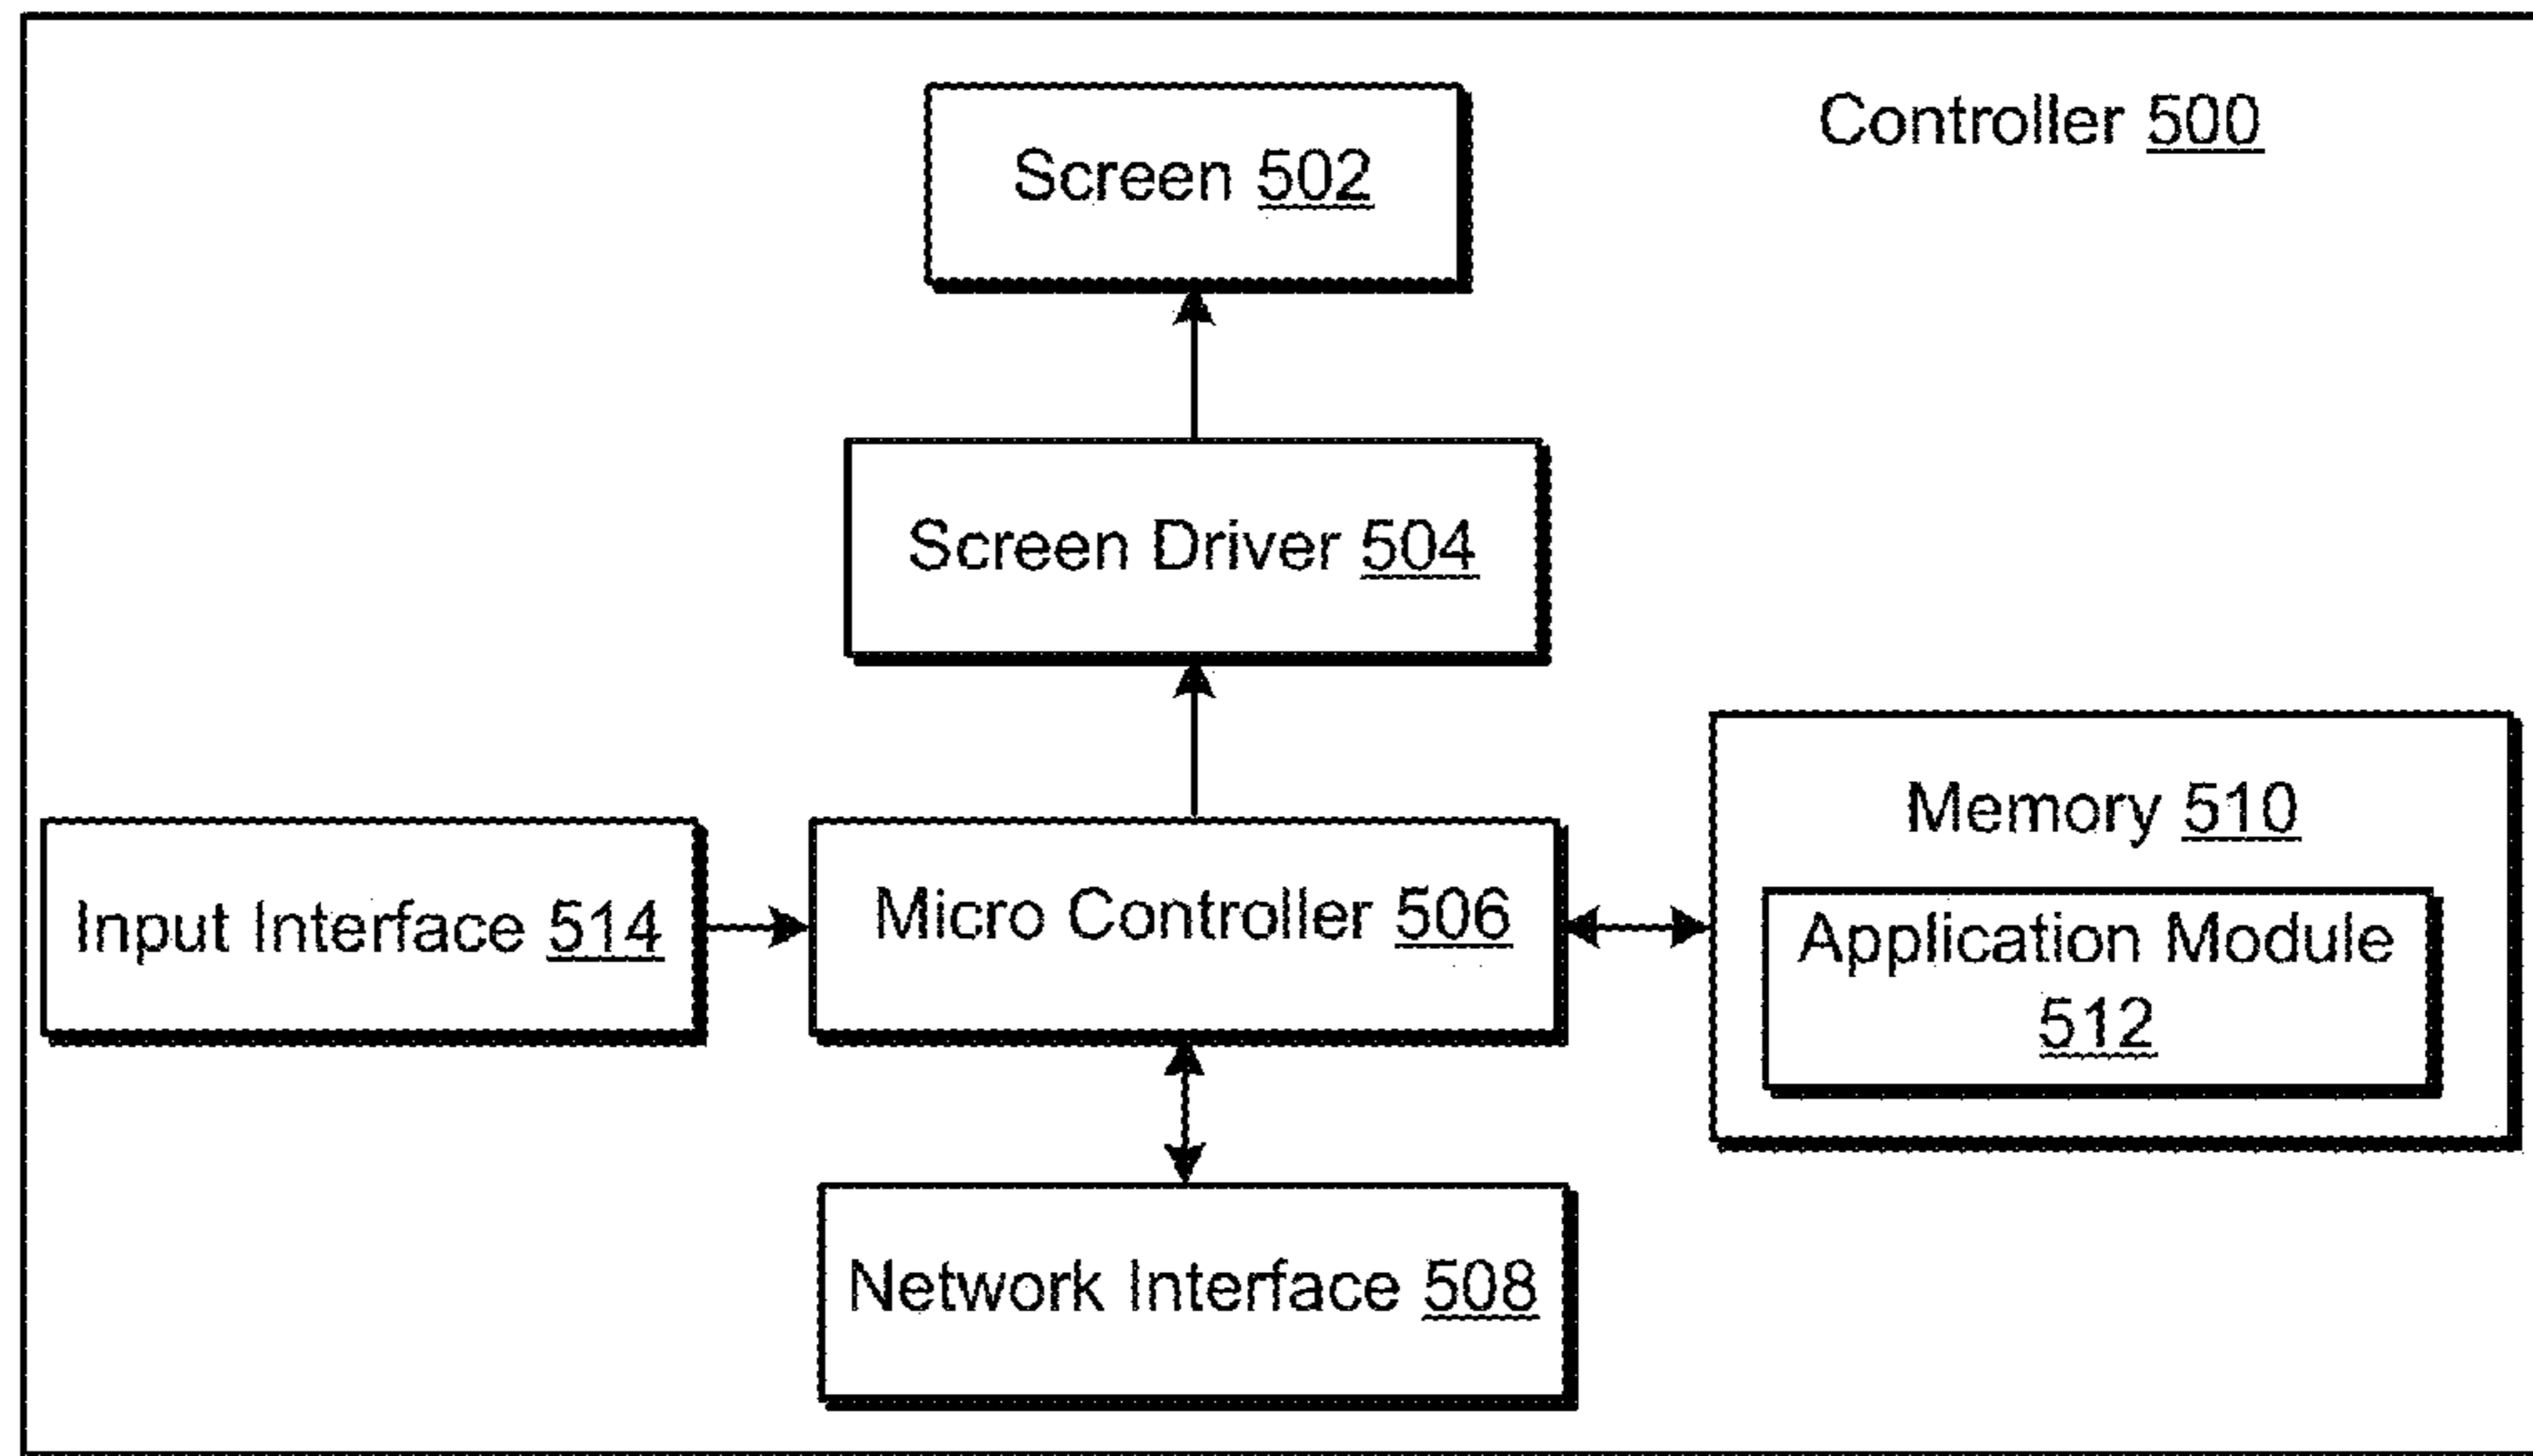 Controller 500
Screen 502
Screen Driver 504
Memory 510
Input Interface 514
Micro Controller 506
Application Module
512
Network Interface 508